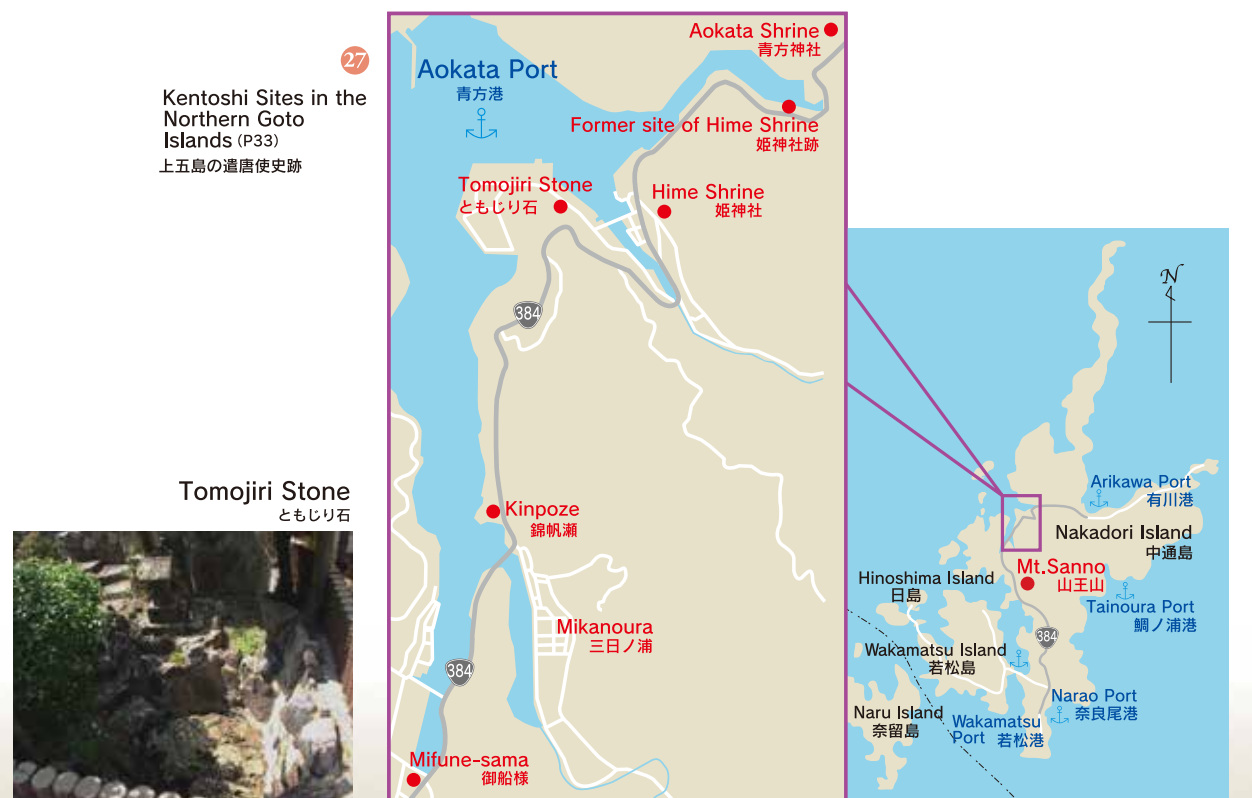 27
Kentoshi Sites in the
Northern Goto
Islands (P33)
上五島の遣唐使史跡
Tomojiri Stone
ともじり石
Aokata Port
青方港
Aokata Shrine
青方神社
Former site of Hime Shrine
姫神社跡
Tomojiri Stone
ともじり石
Hime Shrine
姫神社
384
Kinpoze
錦帆瀬
Mikanoura
三日ノ浦
384
Mifune-sama
御船様
N
Arikawa Port
有川港
Nakadori Island
中通島
Mt.Sanno
山王山
Hinoshima Island
日島
Tainoura Port
鯛ノ浦港
384
Wakamatsu Island
若松島
Narao Port
奈良尾港
Naru Island
奈留島
Wakamatsu
Port 若松港